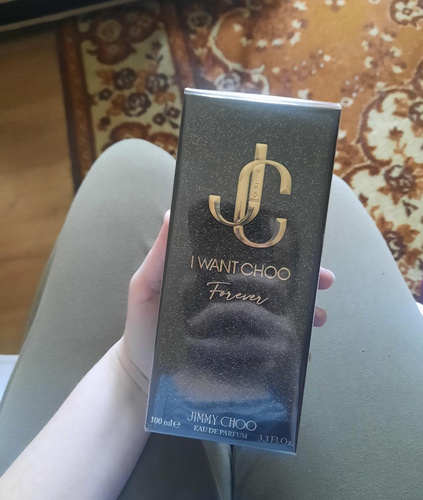 JC
I WANT CHOO
Forever
JIMMY CHOO
EAU DE PARFUM
100 ml e 3.3 Fl Oz.